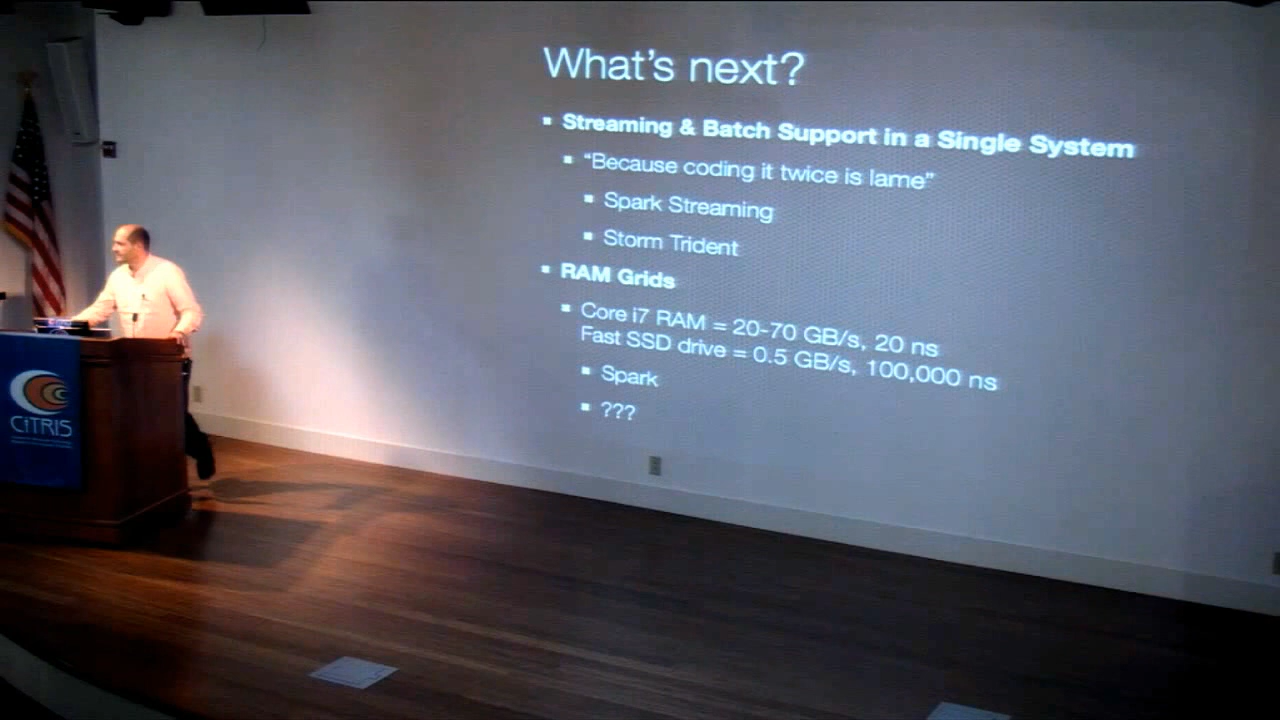 What's next?
Streaming & Batch Support in a Single System
"Because coding it twice is lame"
Spark Streaming
Storm Trident
RAM Grids
Core i7 RAM = 20-70 GB/s, 20 ns
Fast SSD drive = 0.5 GB/s, 100,000 ns
Spark
???
CiTRIS